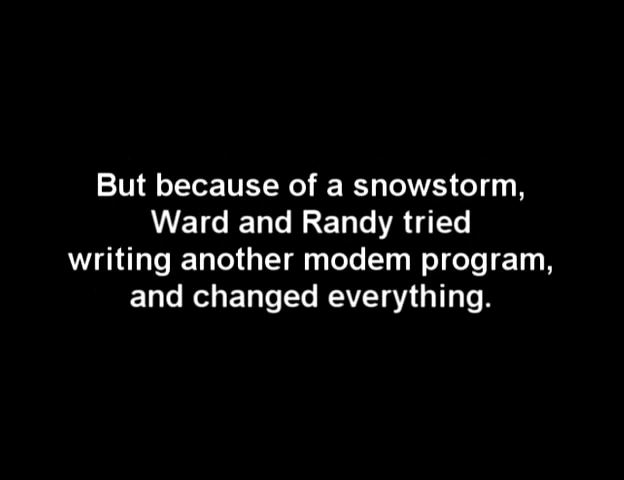 But because of a snowstorm,
Ward and Randy tried
writing another modem program,
and changed everything.